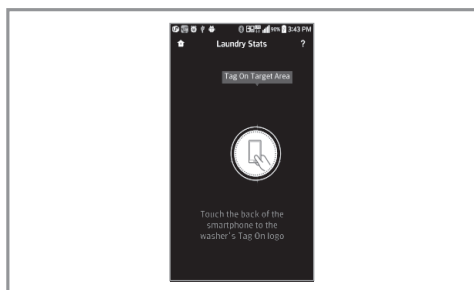 90% 3:43 PM
Laundry Stats ?
Tag On Target Area
Touch the back of the
smartphone to the
washer's Tag On logo